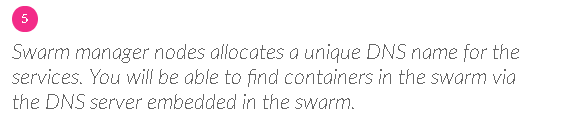 5
Swarm manager nodes allocates a unique DNS name for the
services. You will be able to find containers in the swarm via
the DNS server embedded in the swarm.